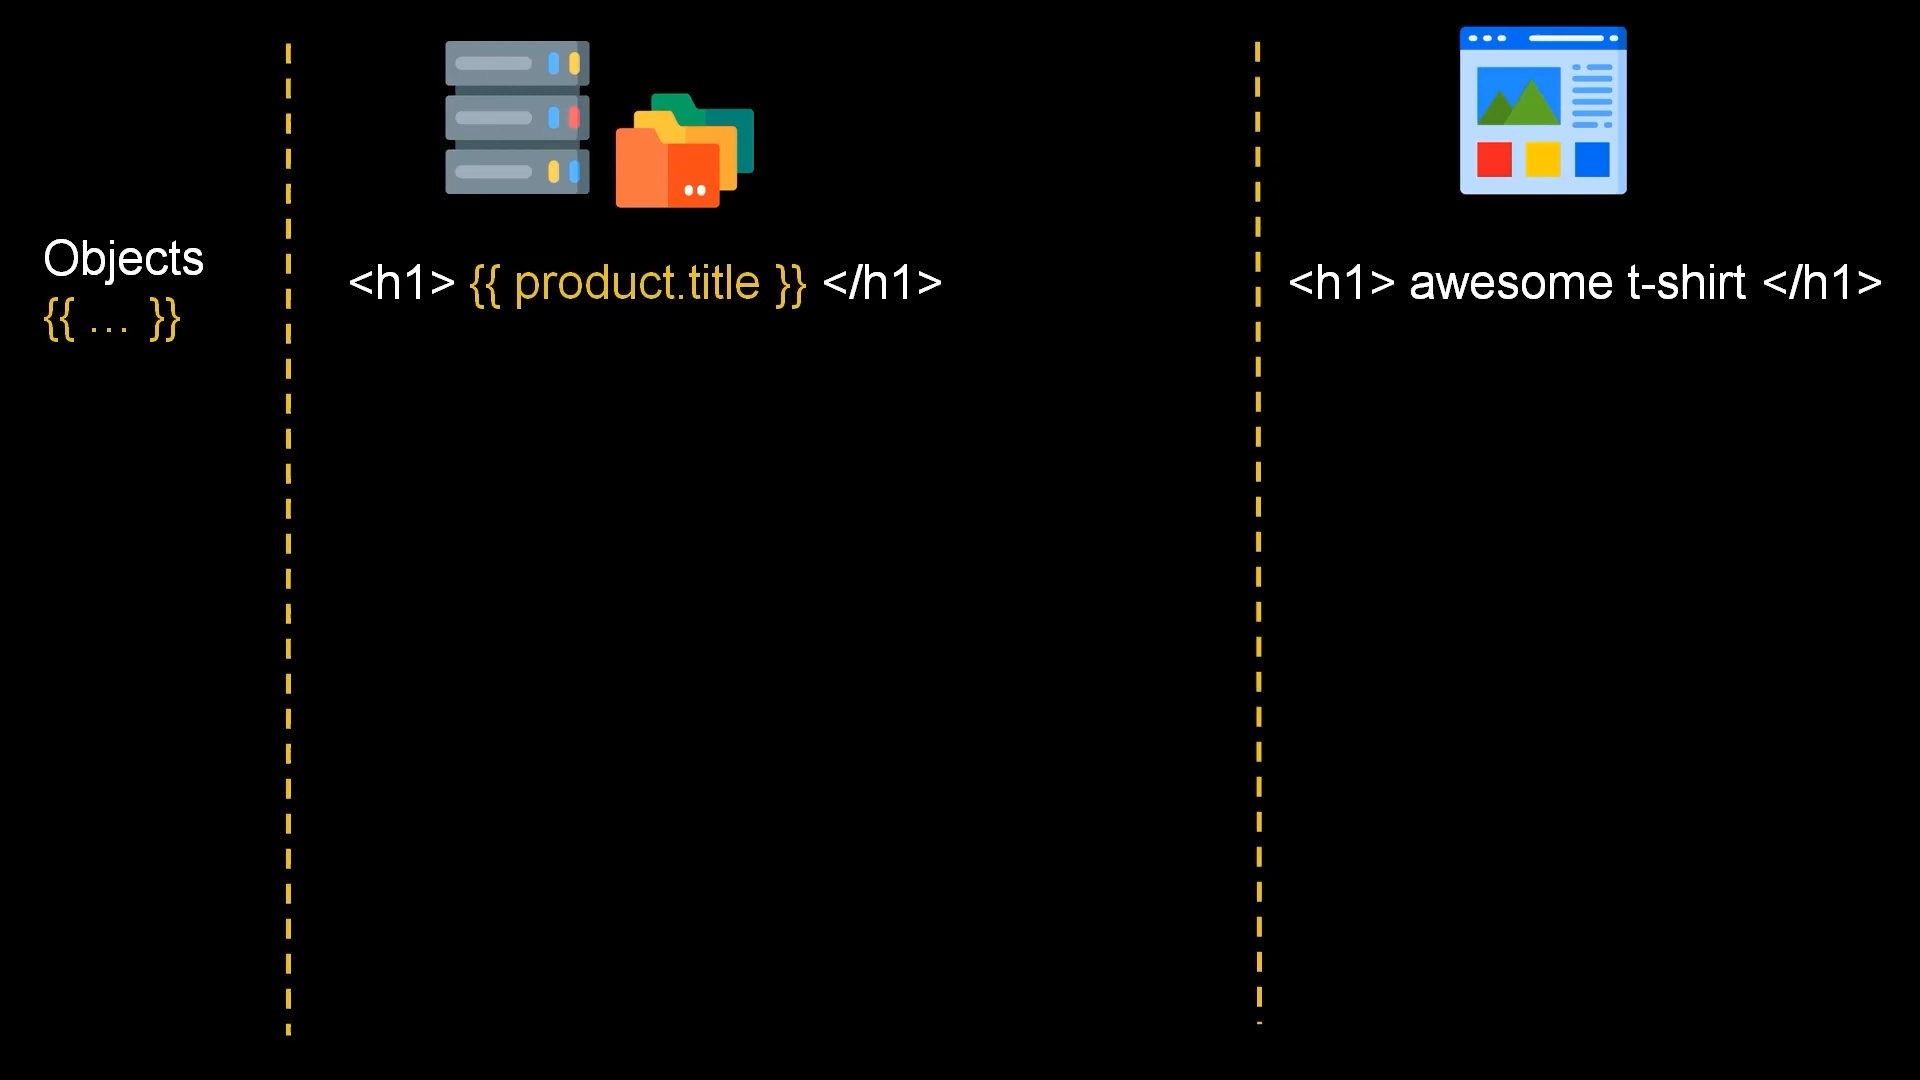 Objects
{{ … }}
<h1> {{ product.title }} </h1>
<h1> awesome t-shirt </h1>